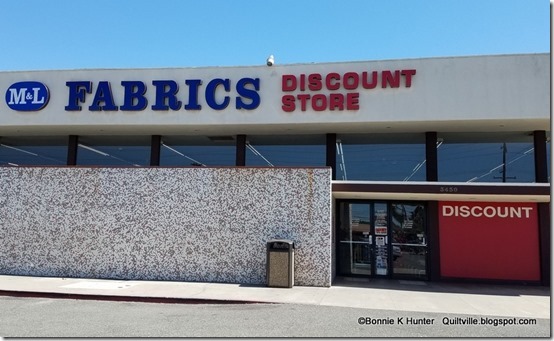 M&L
FABRICS
DISCOUNT
STORE
DISCOUNT
©Bonnie K Hunter Quiltville.blogspot.com